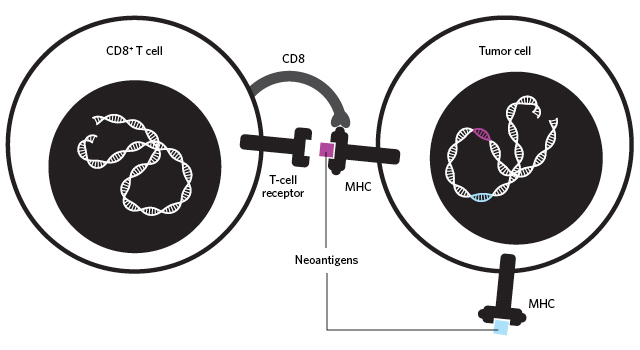 CD8⁺ T cell
CD8
Tumor cell
T-cell
receptor
MHC
Neoantigens
MHC